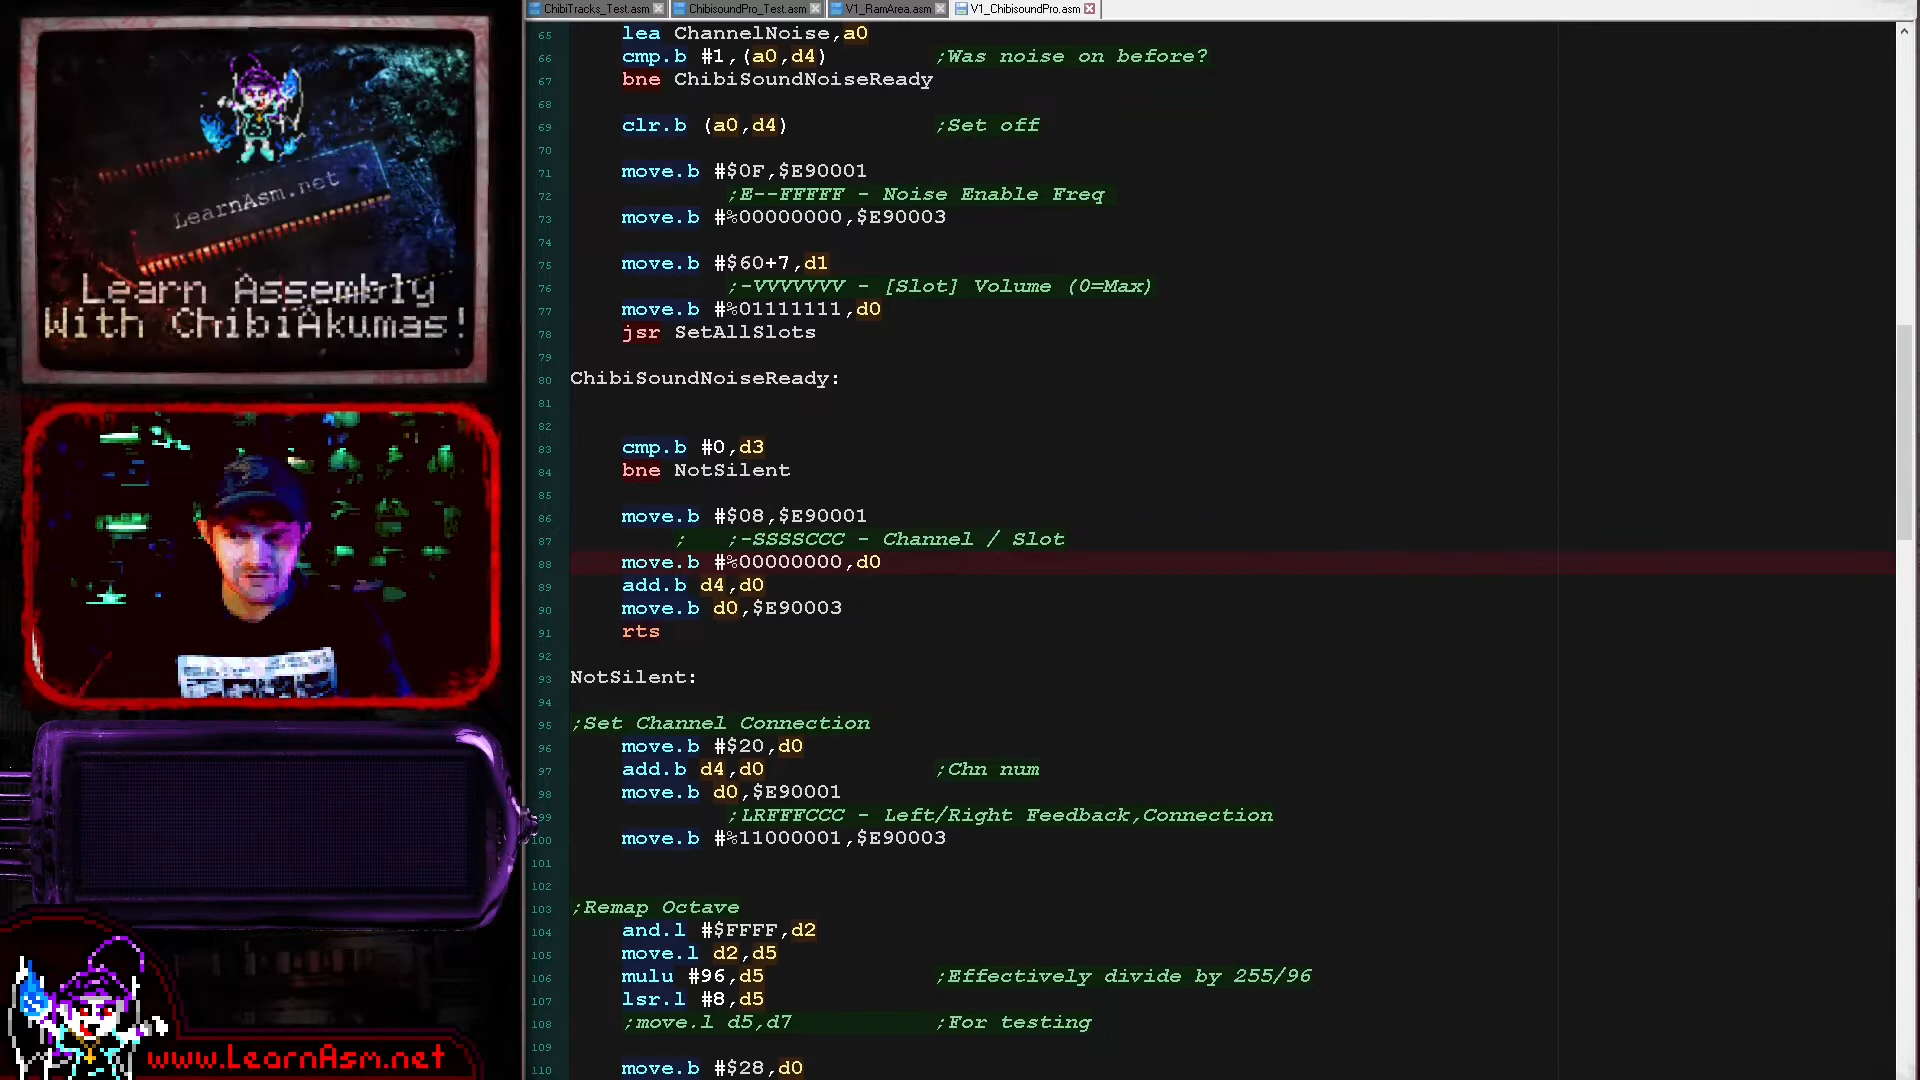 ChibiTracks_Test.asm ChibisoundPro_Test.asm V1_RamArea.asm V1_ChibisoundPro.asm
LearnAsm.net
Learn Assembly
With ChibiAkumas!
www.LearnAsm.net
65 lea ChannelNoise,a0
66 cmp.b #1,(a0,d4) ;Was noise on before?
67 bne ChibiSoundNoiseReady
68
69 clr.b (a0,d4) ;Set off
70
71 move.b #$0F,$E90001
72 ;E--FFFFF - Noise Enable Freq
73 move.b #%00000000,$E90003
74
75 move.b #$60+7,d1
76 ;-VVVVVVV - [Slot] Volume (0=Max)
77 move.b #%01111111,d0
78 jsr SetAllSlots
79
80 ChibiSoundNoiseReady:
81
82
83 cmp.b #0,d3
84 bne NotSilent
85
86 move.b #$08,$E90001
87 ; ;-SSSSCCC - Channel / Slot
88 move.b #%00000000,d0
89 add.b d4,d0
90 move.b d0,$E90003
91 rts
92
93 NotSilent:
94
95 ;Set Channel Connection
96 move.b #$20,d0
97 add.b d4,d0 ;Chn num
98 move.b d0,$E90001
99 ;LRFFFCCC - Left/Right Feedback,Connection
100 move.b #%11000001,$E90003
101
102
103 ;Remap Octave
104 and.l #$FFFF,d2
105 move.l d2,d5
106 mulu #96,d5 ;Effectively divide by 255/96
107 lsr.l #8,d5
108 ;move.l d5,d7 ;For testing
109
110 move.b #$28,d0